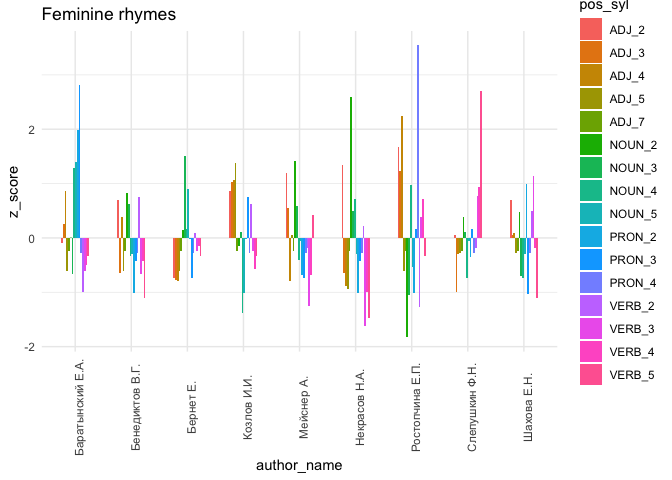 Feminine rhymes
pos_syl
ADJ_2
ADJ_3
ADJ_4
ADJ_5
ADJ_7
NOUN_2
NOUN_3
NOUN_4
NOUN_5
PRON_2
PRON_3
PRON_4
VERB_2
VERB_3
VERB_4
VERB_5
z_score
2
0
-2
Баратынский Е.А.
Бенедиктов В.Г.
Бернет Е.
Козлов И.И.
Мейснер А.
Некрасов Н.А.
Ростопчина Е.П.
Слепушкин Ф.Н.
Шахова Е.Н.
author_name